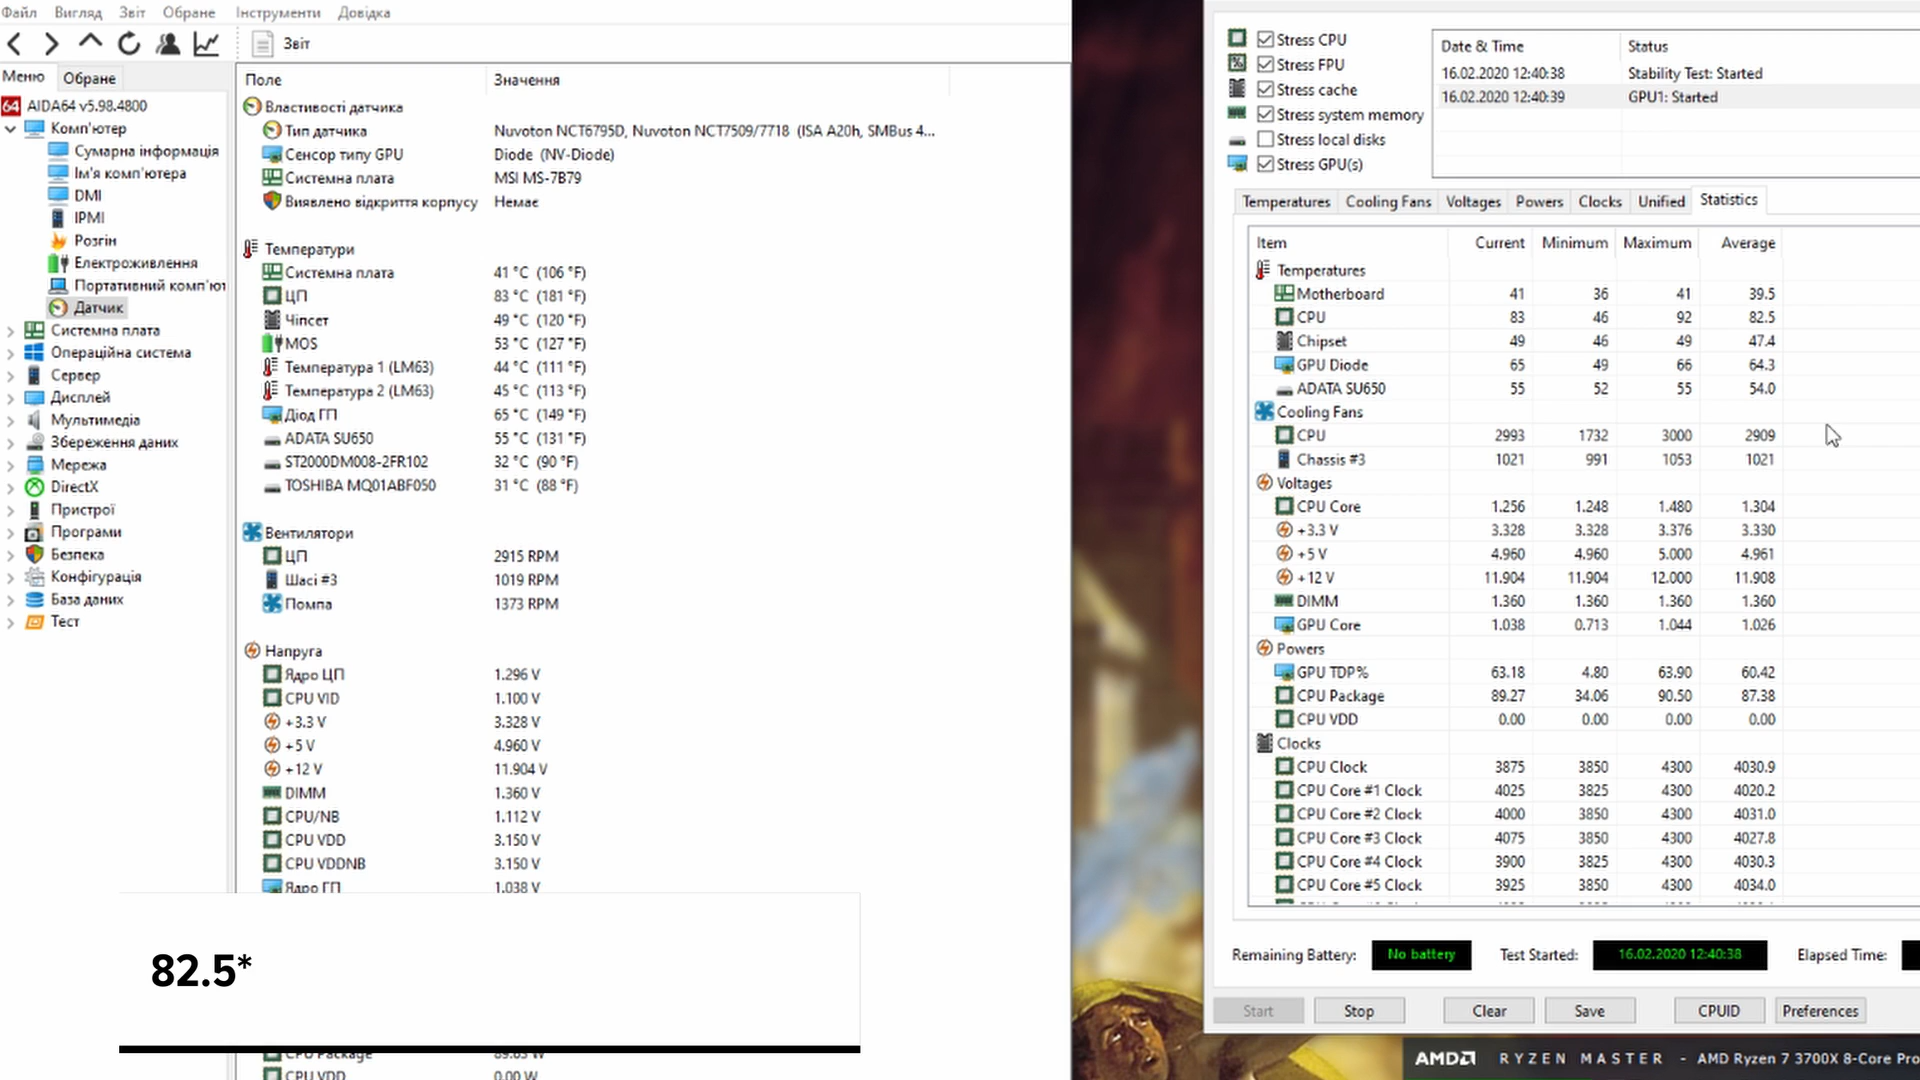 Файл Вигляд Звіт Обране Інструменти Довідка
Звіт
Меню Обране
64 AIDA64 v5.98.4800
Комп'ютер
Сумарна інформація
Ім'я комп'ютера
DMI
IPMI
Розгін
Електроживлення
Портативний комп'ют
Датчик
Системна плата
Операційна система
Сервер
Дисплей
Мультимедіа
Збереження даних
Мережа
DirectX
Пристрої
Програми
Безпека
Конфігурація
База даних
Тест
Поле Значення
Властивості датчика
Тип датчика Nuvoton NCT6795D, Nuvoton NCT7509/7718 (ISA A20h, SMBus 4...
Сенсор типу GPU Diode (NV-Diode)
Системна плата MSI MS-7B79
Виявлено відкриття корпусу Немає
Температури
Системна плата 41 °C (106 °F)
ЦП 83 °C (181 °F)
Чіпсет 49 °C (120 °F)
MOS 53 °C (127 °F)
Температура 1 (LM63) 44 °C (111 °F)
Температура 2 (LM63) 45 °C (113 °F)
Діод ГП 65 °C (149 °F)
ADATA SU650 55 °C (131 °F)
ST2000DM008-2FR102 32 °C (90 °F)
TOSHIBA MQ01ABF050 31 °C (88 °F)
Вентилятори
ЦП 2915 RPM
Шасі #3 1019 RPM
Помпа 1373 RPM
Напруга
Ядро ЦП 1.296 V
CPU VID 1.100 V
+3.3 V 3.328 V
+5 V 4.960 V
+12 V 11.904 V
DIMM 1.360 V
CPU/NB 1.112 V
CPU VDD 3.150 V
CPU VDDNB 3.150 V
Ядро ГП 1.038 V
82.5*
CPU Package 89.63 W
CPU VDD 0.00 W
Stress CPU
Stress FPU
Stress cache
Stress system memory
Stress local disks
Stress GPU(s)
Date & Time Status
16.02.2020 12:40:38 Stability Test: Started
16.02.2020 12:40:39 GPU1: Started
Temperatures Cooling Fans Voltages Powers Clocks Unified Statistics
Item Current Minimum Maximum Average
Temperatures
Motherboard 41 36 41 39.5
CPU 83 46 92 82.5
Chipset 49 46 49 47.4
GPU Diode 65 49 66 64.3
ADATA SU650 55 52 55 54.0
Cooling Fans
CPU 2993 1732 3000 2909
Chassis #3 1021 991 1053 1021
Voltages
CPU Core 1.256 1.248 1.480 1.304
+3.3 V 3.328 3.328 3.376 3.330
+5 V 4.960 4.960 5.000 4.961
+12 V 11.904 11.904 12.000 11.908
DIMM 1.360 1.360 1.360 1.360
GPU Core 1.038 0.713 1.044 1.026
Powers
GPU TDP% 63.18 4.80 63.90 60.42
CPU Package 89.27 34.06 90.50 87.38
CPU VDD 0.00 0.00 0.00 0.00
Clocks
CPU Clock 3875 3850 4300 4030.9
CPU Core #1 Clock 4025 3825 4300 4020.2
CPU Core #2 Clock 4000 3850 4300 4031.0
CPU Core #3 Clock 4075 3850 4300 4027.8
CPU Core #4 Clock 3900 3825 4300 4030.3
CPU Core #5 Clock 3925 3850 4300 4034.0
Remaining Battery: No battery Test Started: 16.02.2020 12:40:38 Elapsed Time:
Start Stop Clear Save CPUID Preferences
AMD RYZEN MASTER - AMD Ryzen 7 3700X 8-Core Pro